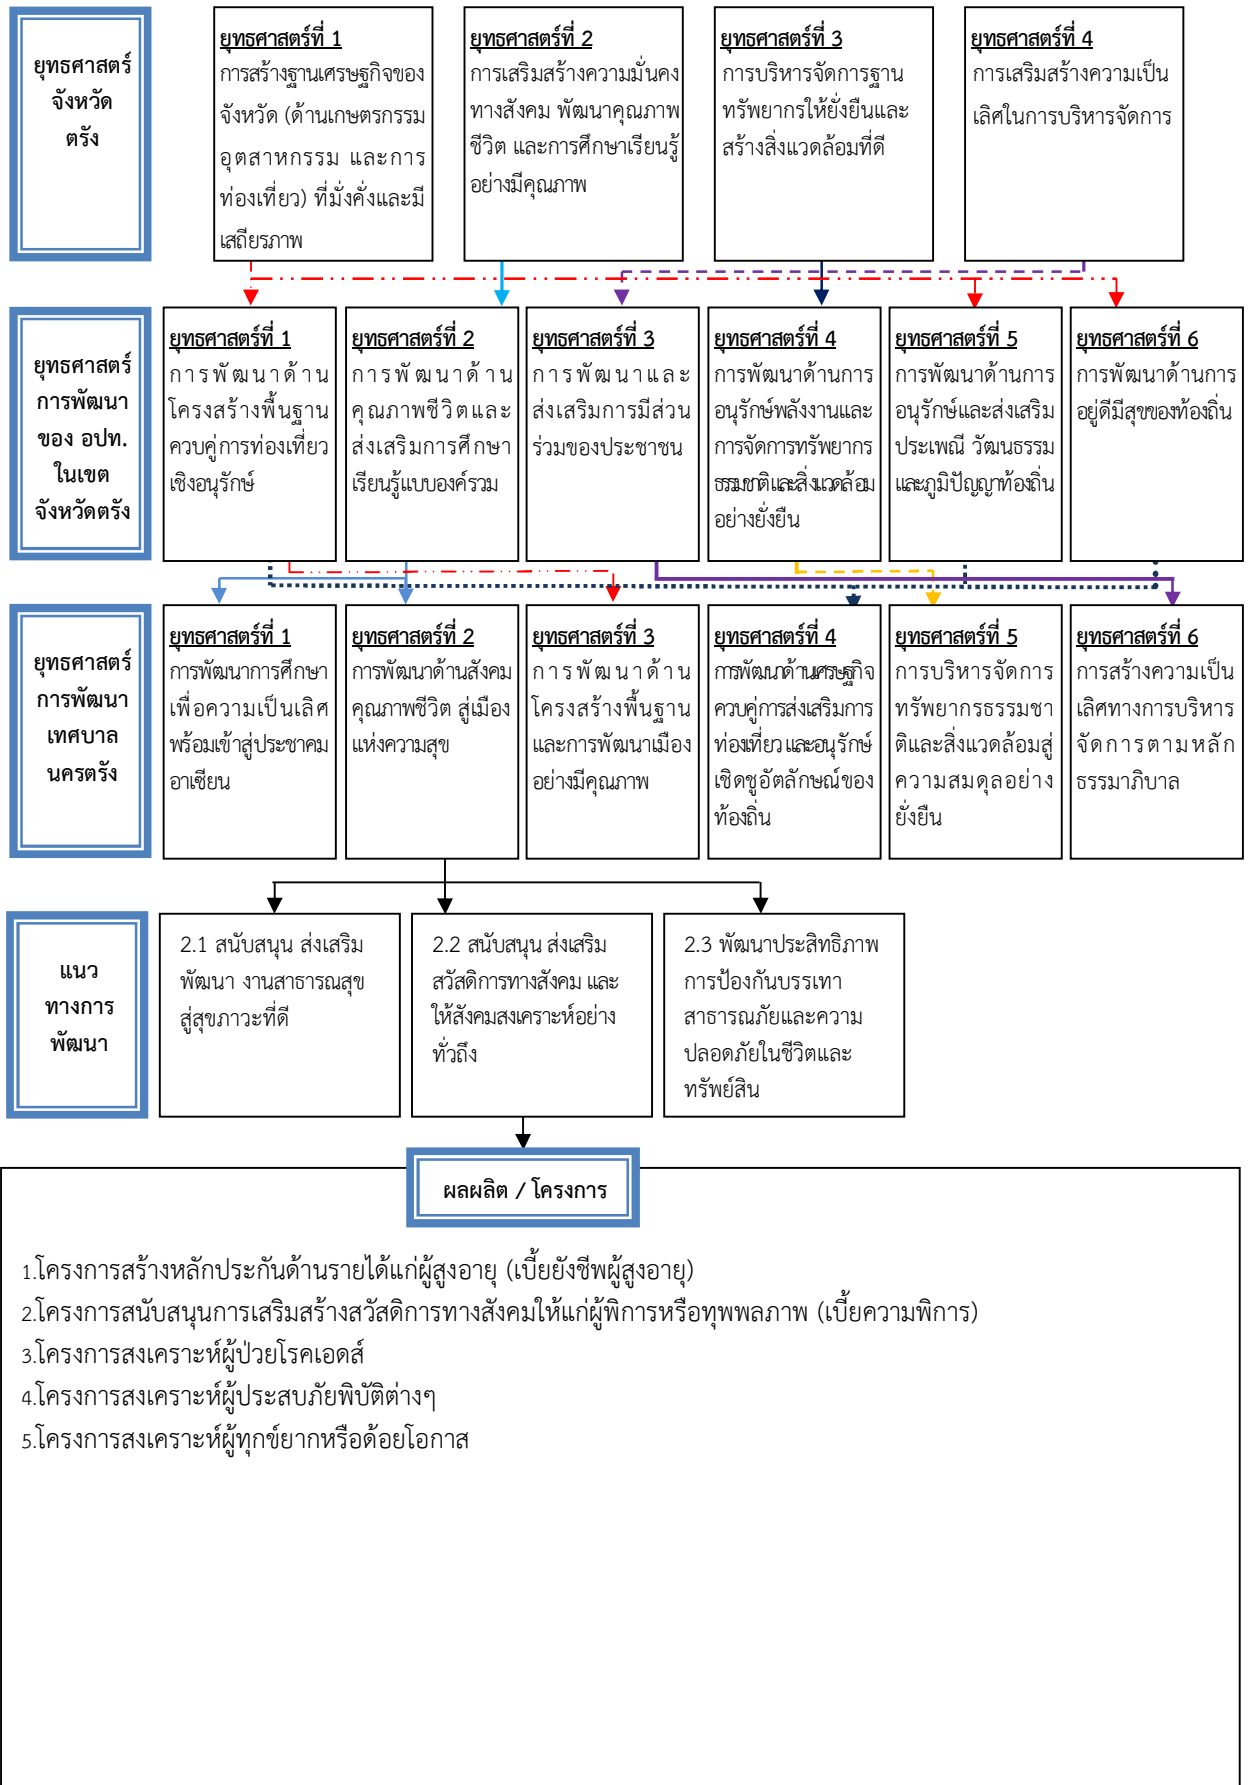 ยุทธศาสตร์
จังหวัด
ตรัง
ยุทธศาสตร์ที่ 1
การสร้างฐานเศรษฐกิจของ
จังหวัด (ด้านเกษตรกรรม
อุตสาหกรรม และการ
ท่องเที่ยว) ที่มั่งคั่งและมี
เสถียรภาพ
ยุทธศาสตร์ที่ 2
การเสริมสร้างความมั่นคง
ทางสังคม พัฒนาคุณภาพ
ชีวิต และการศึกษาเรียนรู้
อย่างมีคุณภาพ
ยุทธศาสตร์ที่ 3
การบริหารจัดการฐาน
ทรัพยากรให้ยั่งยืนและ
สร้างสิ่งแวดล้อมที่ดี
ยุทธศาสตร์ที่ 4
การเสริมสร้างความเป็น
เลิศในการบริหารจัดการ
ยุทธศาสตร์
การพัฒนา
ของ อปท.
ในเขต
จังหวัดตรัง
ยุทธศาสตร์ที่ 1
การพัฒนาด้าน
โครงสร้างพื้นฐาน
ควบคู่การท่องเที่ยว
เชิงอนุรักษ์
ยุทธศาสตร์ที่ 2
การพัฒนาด้าน
คุณภาพชีวิตและ
ส่งเสริมการศึกษา
เรียนรู้แบบองค์รวม
ยุทธศาสตร์ที่ 3
การพัฒนาและ
ส่งเสริมการมีส่วน
ร่วมของประชาชน
ยุทธศาสตร์ที่ 4
การพัฒนาด้านการ
อนุรักษ์พลังงานและ
การจัดการทรัพยากร
ธรรมชาติและสิ่งแวดล้อม
อย่างยั่งยืน
ยุทธศาสตร์ที่ 5
การพัฒนาด้านการ
อนุรักษ์และส่งเสริม
ประเพณี วัฒนธรรม
และภูมิปัญญาท้องถิ่น
ยุทธศาสตร์ที่ 6
การพัฒนาด้านการ
อยู่ดีมีสุขของท้องถิ่น
ยุทธศาสตร์
การพัฒนา
เทศบาล
นครตรัง
ยุทธศาสตร์ที่ 1
การพัฒนาการศึกษา
เพื่อความเป็นเลิศ
พร้อมเข้าสู่ประชาคม
อาเซียน
ยุทธศาสตร์ที่ 2
การพัฒนาด้านสังคม
คุณภาพชีวิต สู่เมือง
แห่งความสุข
ยุทธศาสตร์ที่ 3
การพัฒนาด้าน
โครงสร้างพื้นฐาน
และการพัฒนาเมือง
อย่างมีคุณภาพ
ยุทธศาสตร์ที่ 4
การพัฒนาด้านเศรษฐกิจ
ควบคู่การส่งเสริมการ
ท่องเที่ยว และอนุรักษ์
เชิดชูอัตลักษณ์ของ
ท้องถิ่น
ยุทธศาสตร์ที่ 5
การบริหารจัดการ
ทรัพยากรธรรมชา
ติและสิ่งแวดล้อมสู่
ความสมดุลอย่าง
ยั่งยืน
ยุทธศาสตร์ที่ 6
การสร้างความเป็น
เลิศทางการบริหาร
จัดการตามหลัก
ธรรมาภิบาล
แนว
ทางการ
พัฒนา
2.1 สนับสนุน ส่งเสริม
พัฒนา งานสาธารณสุข
สู่สุขภาวะที่ดี
2.2 สนับสนุน ส่งเสริม
สวัสดิการทางสังคม และ
ให้สังคมสงเคราะห์อย่าง
ทั่วถึง
2.3 พัฒนาประสิทธิภาพ
การป้องกันบรรเทา
สาธารณภัยและความ
ปลอดภัยในชีวิตและ
ทรัพย์สิน
ผลผลิต / โครงการ
1.โครงการสร้างหลักประกันด้านรายได้แก่ผู้สูงอายุ (เบี้ยยังชีพผู้สูงอายุ)
2.โครงการสนับสนุนการเสริมสร้างสวัสดิการทางสังคมให้แก่ผู้พิการหรือทุพพลภาพ (เบี้ยความพิการ)
3.โครงการสงเคราะห์ผู้ป่วยโรคเอดส์
4.โครงการสงเคราะห์ผู้ประสบภัยพิบัติต่างๆ
5.โครงการสงเคราะห์ผู้ทุกข์ยากหรือด้อยโอกาส